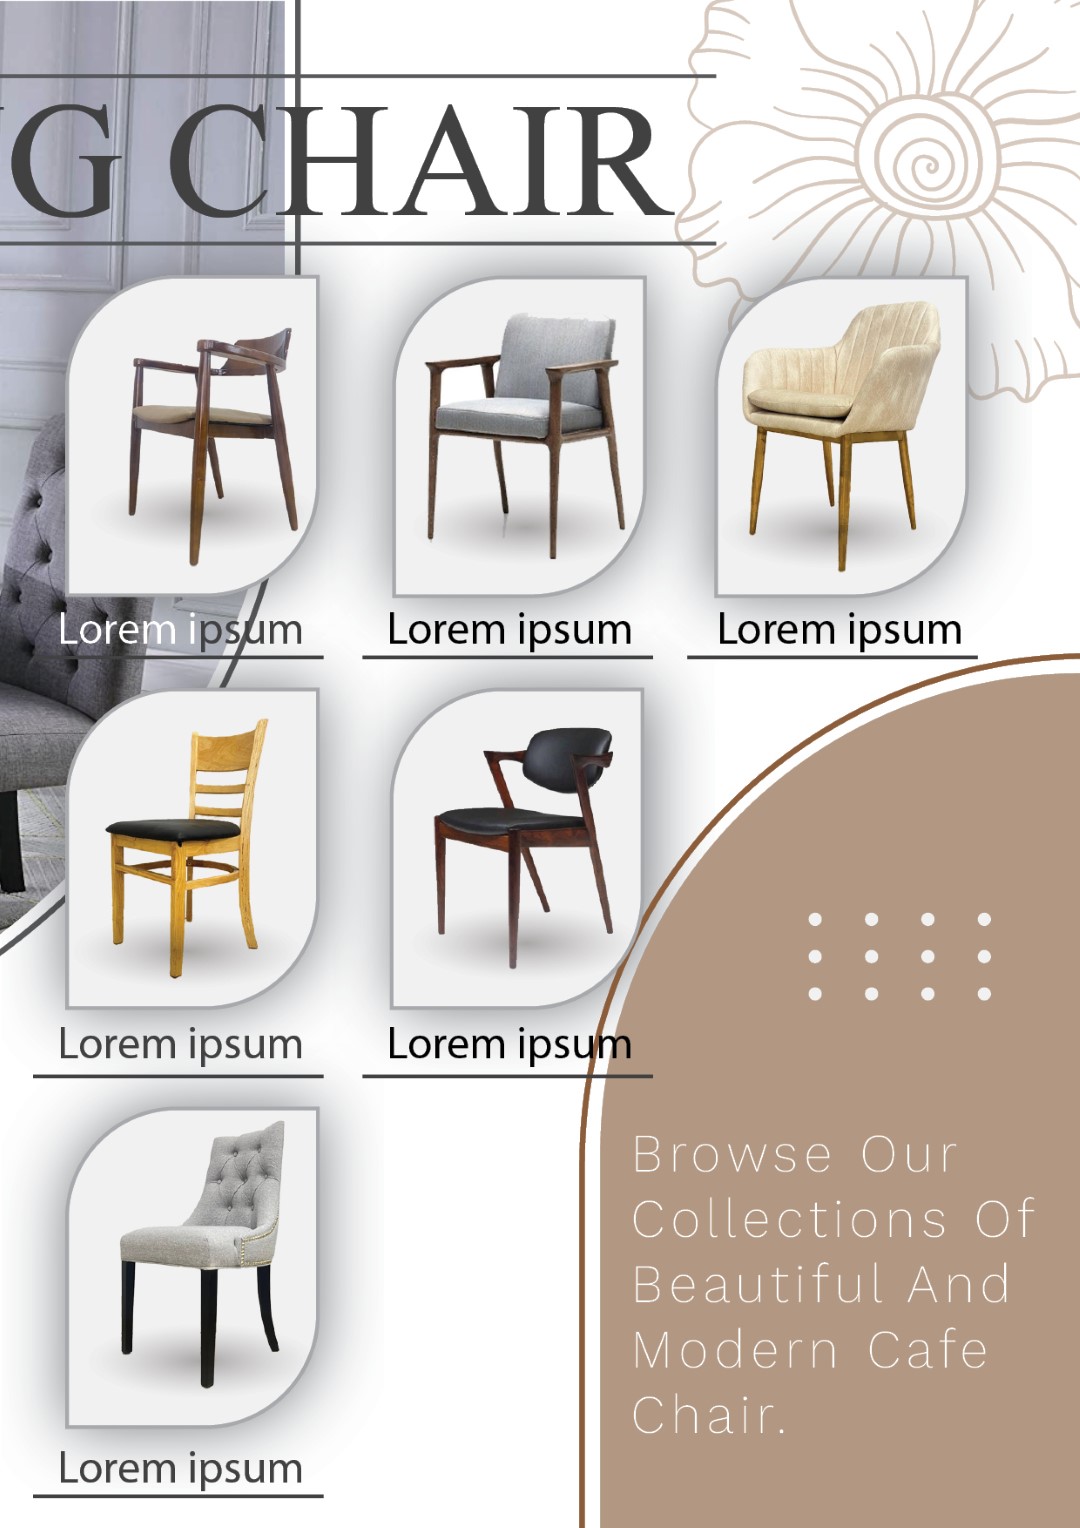 G CHAIR
Lorem ipsum
Lorem ipsum
Lorem ipsum
Lorem ipsum
Lorem ipsum
Lorem ipsum
Browse Our
Collections Of
Beautiful And
Modern Cafe
Chair.